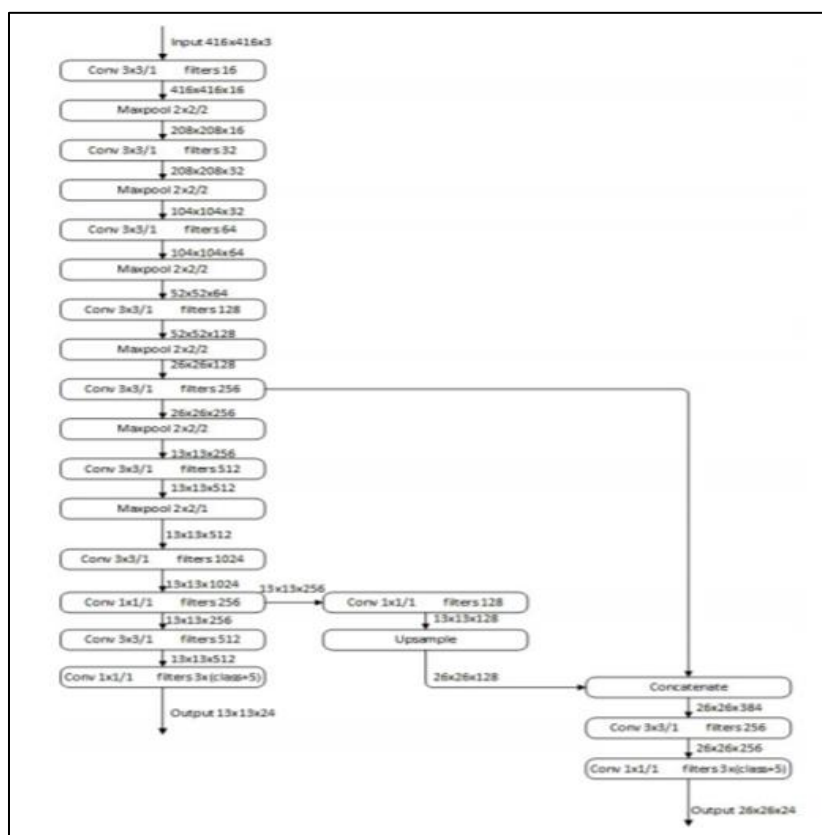 Input 416x416x3
Conv 3x3/1 filters 16
416x416x16
Maxpool 2x2/2
208x208x16
Conv 3x3/1 filters 32
208x208x32
Maxpool 2x2/2
104x104x32
Conv 3x3/1 filters 64
104x104x64
Maxpool 2x2/2
52x52x64
Conv 3x3/1 filters 128
52x52x128
Maxpool 2x2/2
26x26x128
Conv 3x3/1 filters 256
26x26x256
Maxpool 2x2/2
13x13x256
Conv 3x3/1 filters 512
13x13x512
Maxpool 2x2/1
13x13x512
Conv 3x3/1 filters 1024
13x13x1024
Conv 1x1/1 filters 256
13x13x256
Conv 3x3/1 filters 512
13x13x512
Conv 1x1/1 filters 3x(class+5)
Output 13x13x24
13x13x256
Conv 1x1/1 filters 128
13x13x128
Upsample
26x26x128
Concatenate
26x26x384
Conv 3x3/1 filters 256
26x26x256
Conv 1x1/1 filters 3x(class+5)
Output 26x26x24